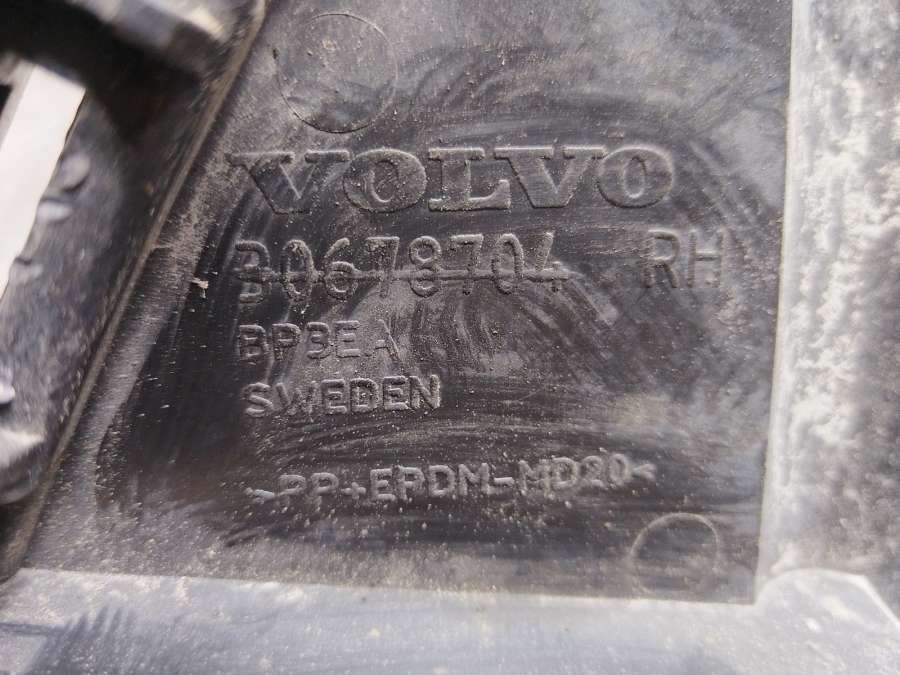 VOLVO
30678704 RH
BP3EA
SWEDEN
>PP+EPDM-MD20<